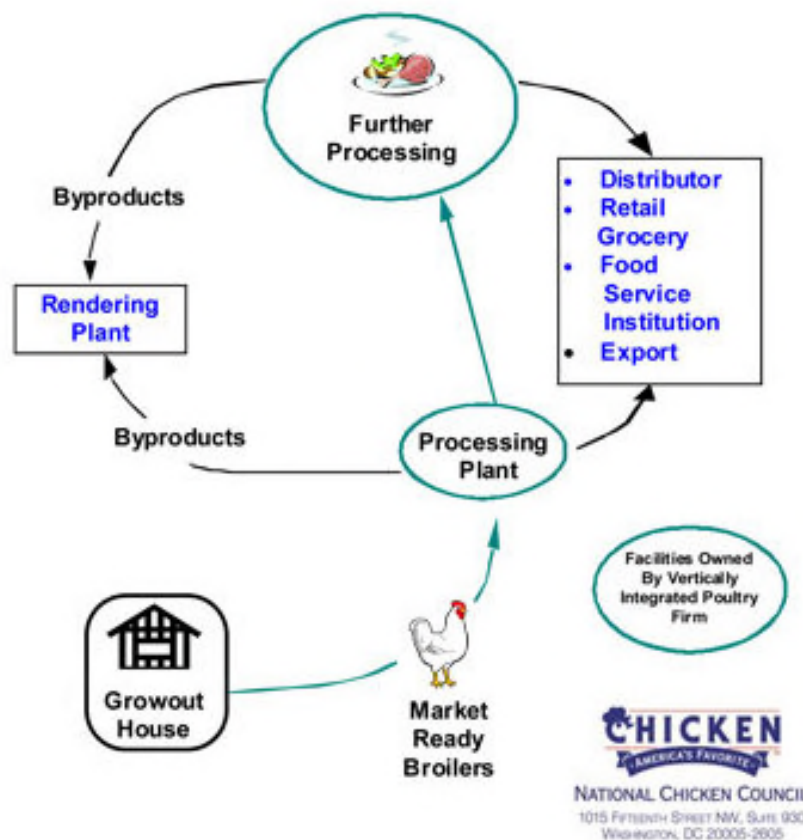 Further
Processing
Byproducts
• Distributor
• Retail
Grocery
• Food
Service
Institution
• Export
Rendering
Plant
Byproducts
Processing
Plant
Facilities Owned
By Vertically
Integrated Poultry
Firm
Growout
House
Market
Ready
Broilers
CHICKEN
AMERICA'S FAVORITE
NATIONAL CHICKEN COUNCIL
1015 FIFTEENTH STREET NW, SUITE 930
WASHINGTON, DC 20005-2605